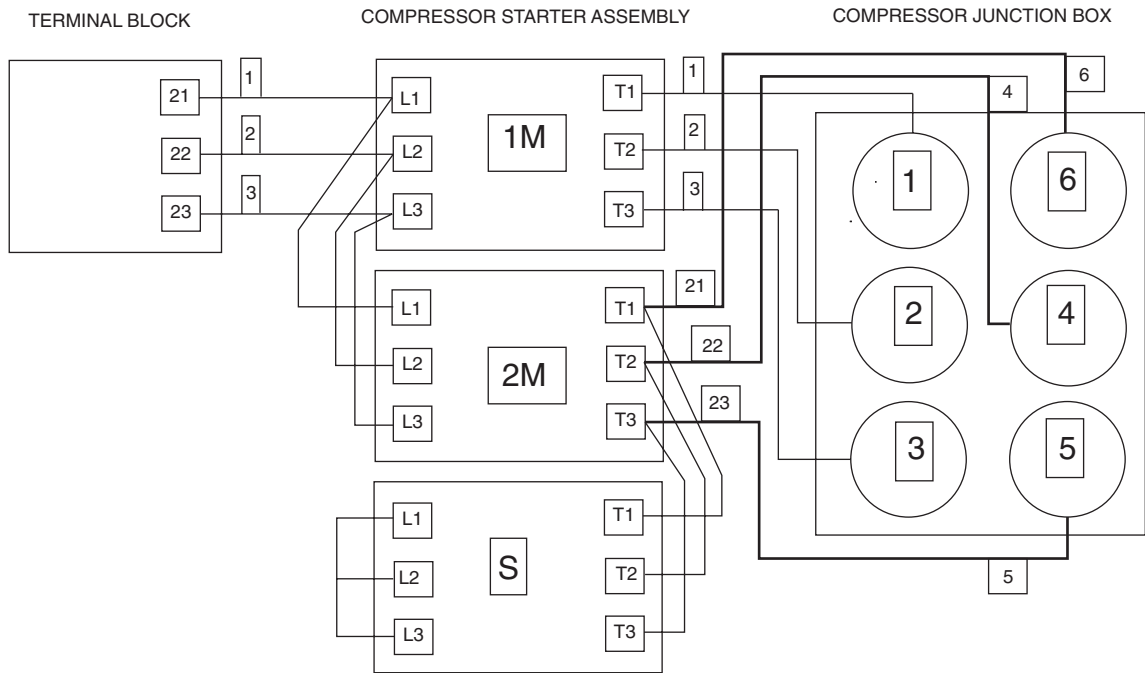 TERMINAL BLOCK
COMPRESSOR STARTER ASSEMBLY
COMPRESSOR JUNCTION BOX
21
1
22
2
23
3
L1
L2
L3
1M
T1
T2
T3
1
2
3
L1
L2
L3
2M
T1
T2
T3
21
22
23
L1
L2
L3
S
T1
T2
T3
4
6
5
1
6
2
4
3
5